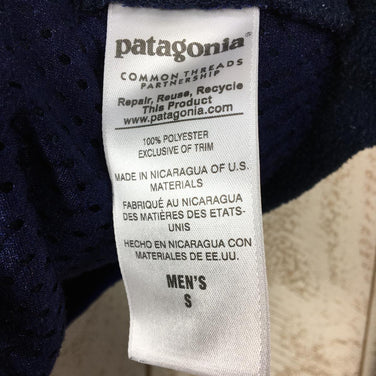 patagonia®
COMMON THREADS
PARTNERSHIP
Repair, Reuse, Recycle
This Product
www.patagonia.com
100% POLYESTER
EXCLUSIVE OF TRIM
MADE IN NICARAGUA OF U.S.
MATERIALS
FABRIQUÉ AU NICARAGUA
DES MATIÈRES DES ETATS-
UNIS
HECHO EN NICARAGUA CON
MATERIALES DE EE.UU.
MEN'S
S